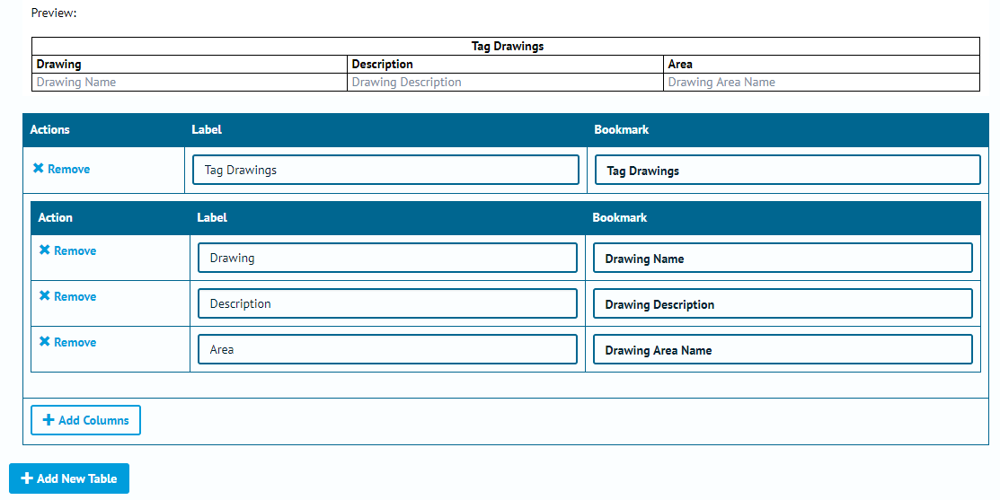 Preview:
Tag Drawings
Drawing Description Area
Drawing Name Drawing Description Drawing Area Name
Actions Label Bookmark
Remove Tag Drawings Tag Drawings
Action Label Bookmark
Remove Drawing Drawing Name
Remove Description Drawing Description
Remove Area Drawing Area Name
Add Columns
Add New Table